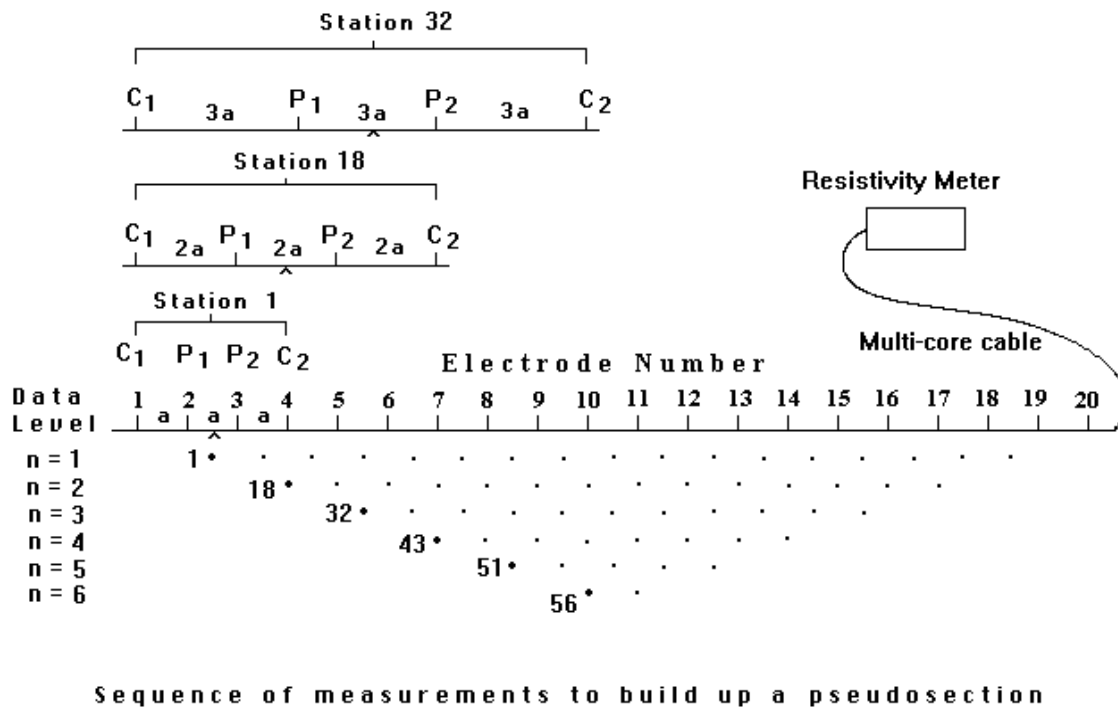 Station 32
C1 3a P1 3a P2 3a C2
Station 18
Resistivity Meter
C1 2a P1 2a P2 2a C2
Station 1
Multi-core cable
C1 P1 P2 C2
Electrode Number
Data Level
1 2 3 4 5 6 7 8 9 10 11 12 13 14 15 16 17 18 19 20
a a a
n = 1 1
n = 2 18
n = 3 32
n = 4 43
n = 5 51
n = 6 56
Sequence of measurements to build up a pseudosection